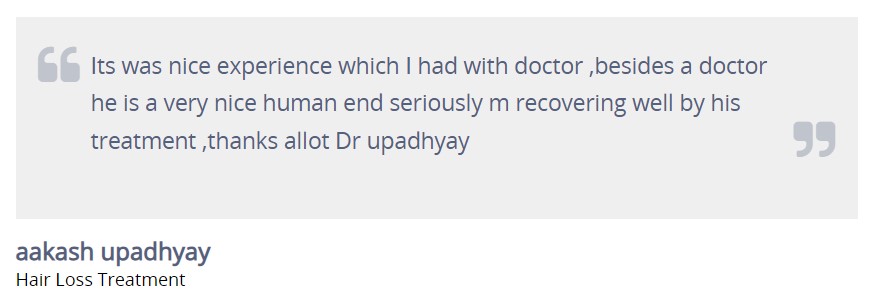 Its was nice experience which I had with doctor ,besides a doctor
he is a very nice human end seriously m recovering well by his
treatment ,thanks allot Dr upadhyay
aakash upadhyay
Hair Loss Treatment